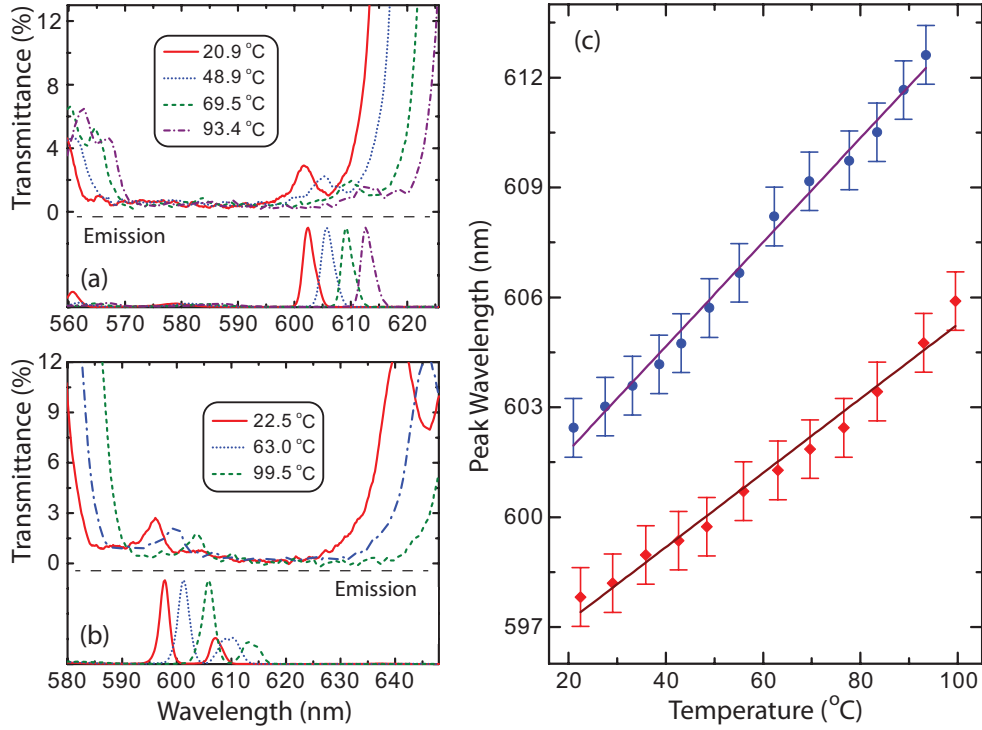 Transmittance (%)
12
8
4
0
20.9 °C
48.9 °C
69.5 °C
93.4 °C
Emission
(a)
560 570 580 590 600 610 620
Transmittance (%)
12
9
6
3
0
22.5 °C
63.0 °C
99.5 °C
Emission
(b)
580 590 600 610 620 630 640
Wavelength (nm)
(c)
Peak Wavelength (nm)
612
609
606
603
600
597
20 40 60 80 100
Temperature (°C)